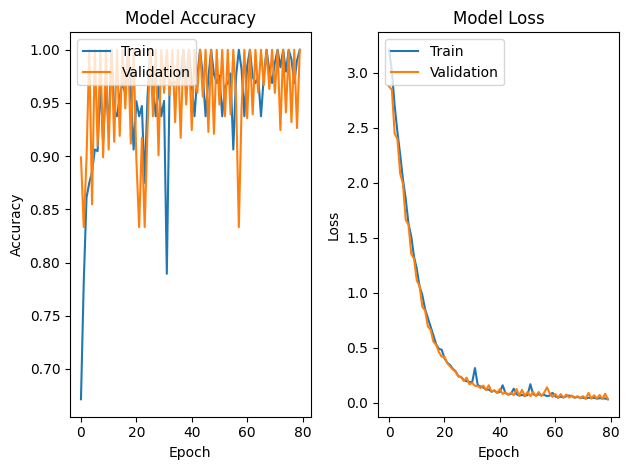 Model Accuracy
1.00
0.95
0.90
0.85
0.80
0.75
0.70
Accuracy
0
20
40
60
80
Epoch
Train
Validation
Model Loss
3.0
2.5
2.0
1.5
1.0
0.5
0.0
Loss
0
20
40
60
80
Epoch
Train
Validation